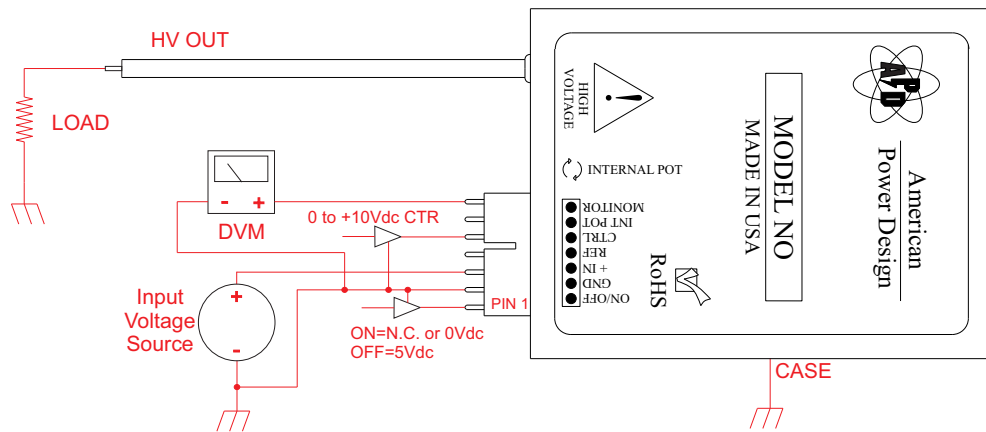 HV OUT
LOAD
- +
DVM
0 to +10Vdc CTR
+
Input
Voltage
Source
-
ON=N.C. or 0Vdc
OFF=5Vdc
PIN 1
CASE
!
HIGH
VOLTAGE
INTERNAL POT
MONITOR
INT POT
CTRL
REF
+ IN
GND
ON/OFF
RoHS
MODEL NO
MADE IN USA
APD
American
Power Design